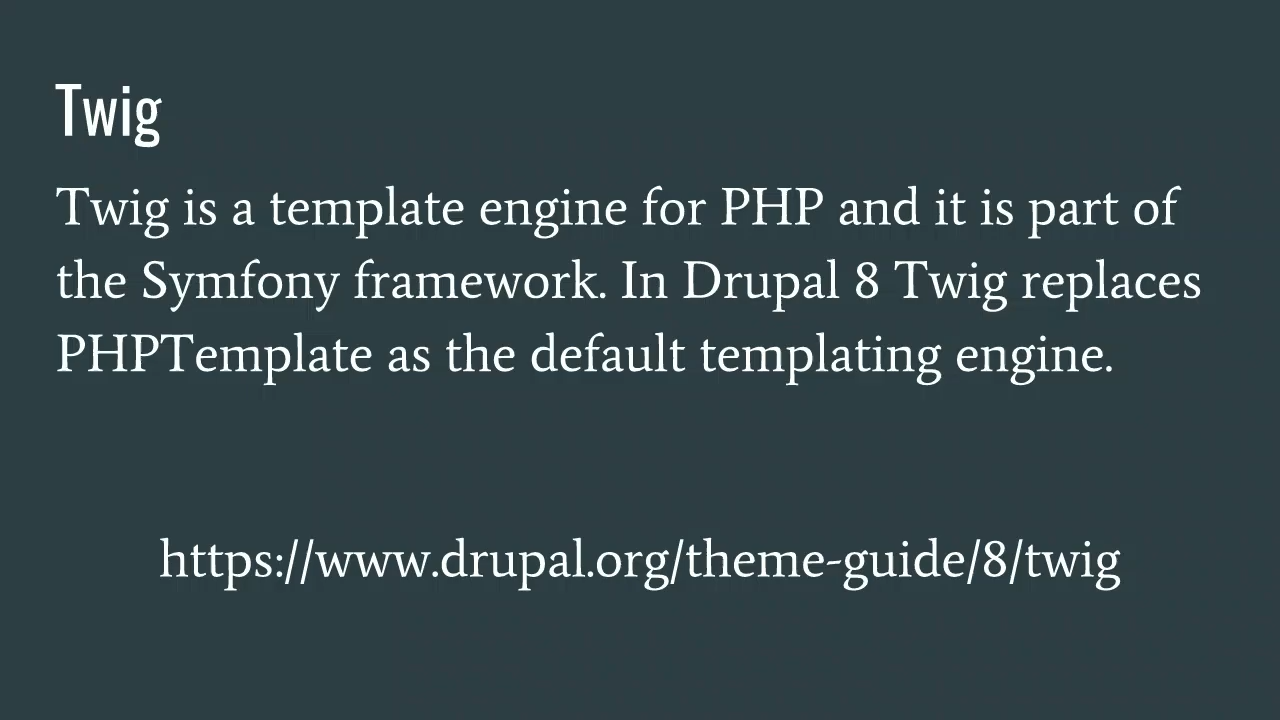 Twig
Twig is a template engine for PHP and it is part of
the Symfony framework. In Drupal 8 Twig replaces
PHPTemplate as the default templating engine.
https://www.drupal.org/theme-guide/8/twig